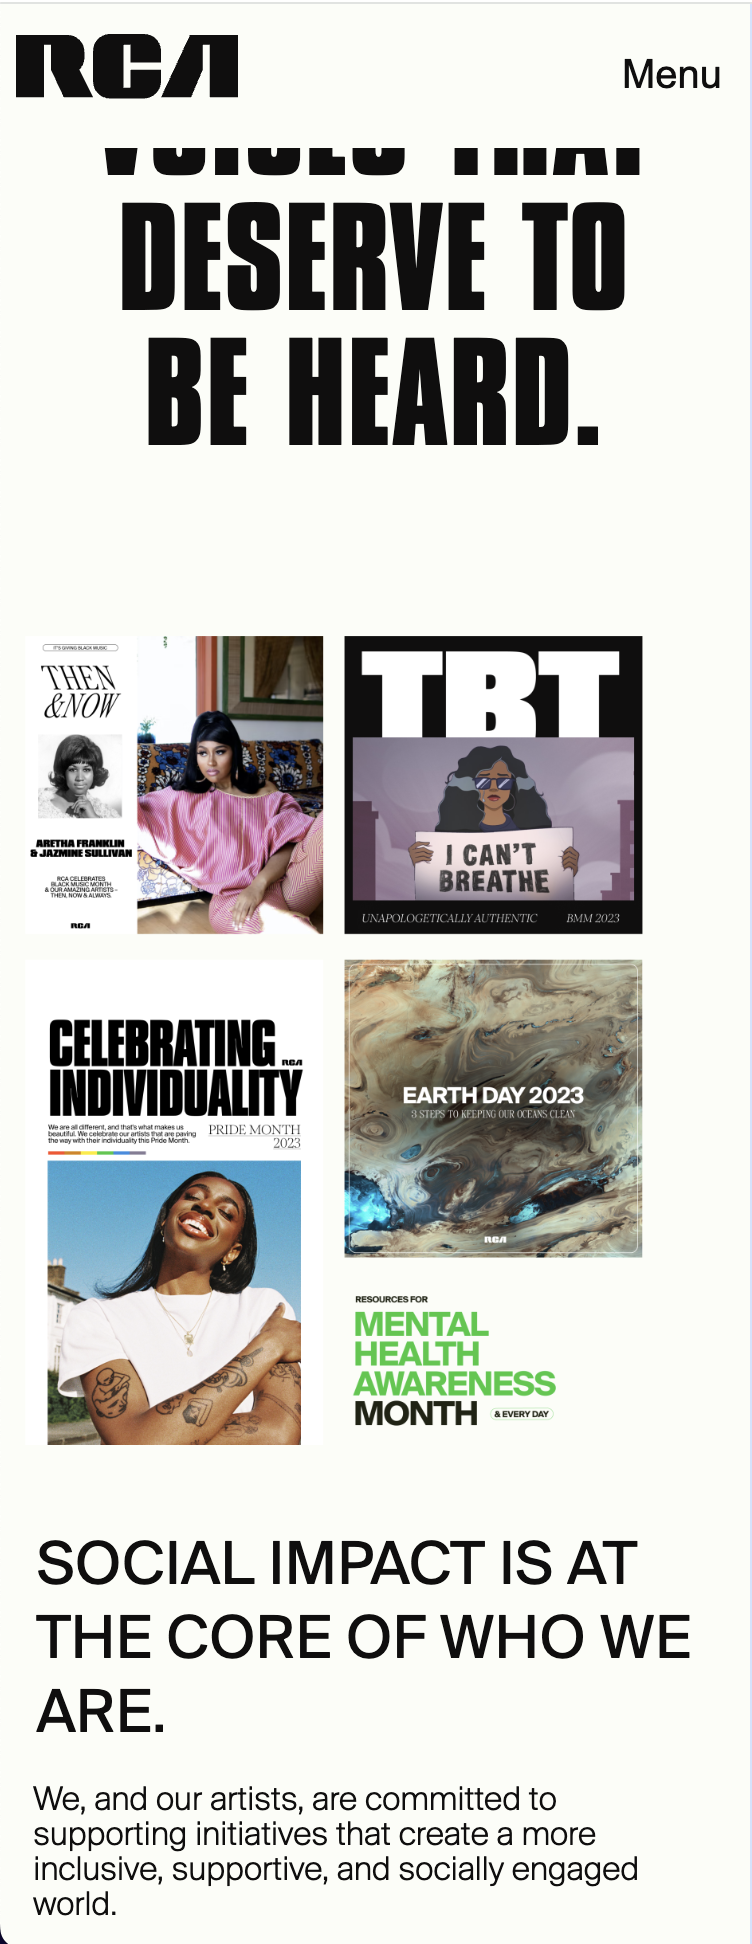 RCA
Menu
VOICES THAT
DESERVE TO
BE HEARD.
IT'S GIVING BLACK MUSIC
THEN
&NOW
ARETHA FRANKLIN
& JAZMINE SULLIVAN
RCA CELEBRATES
BLACK MUSIC MONTH
& OUR AMAZING ARTISTS -
THEN, NOW & ALWAYS.
RCA
TBT
I CAN'T
BREATHE
UNAPOLOGETICALLY AUTHENTIC BMM 2023
CELEBRATING RCA
INDIVIDUALITY
We are all different, and that's what makes us
beautiful. We celebrate our artists that are paving
the way with their individuality this Pride Month.
PRIDE MONTH
2023
EARTH DAY 2023
3 STEPS TO KEEPING OUR OCEANS CLEAN
RCA
RESOURCES FOR
MENTAL
HEALTH
AWARENESS
MONTH & EVERY DAY
SOCIAL IMPACT IS AT
THE CORE OF WHO WE
ARE.
We, and our artists, are committed to
supporting initiatives that create a more
inclusive, supportive, and socially engaged
world.